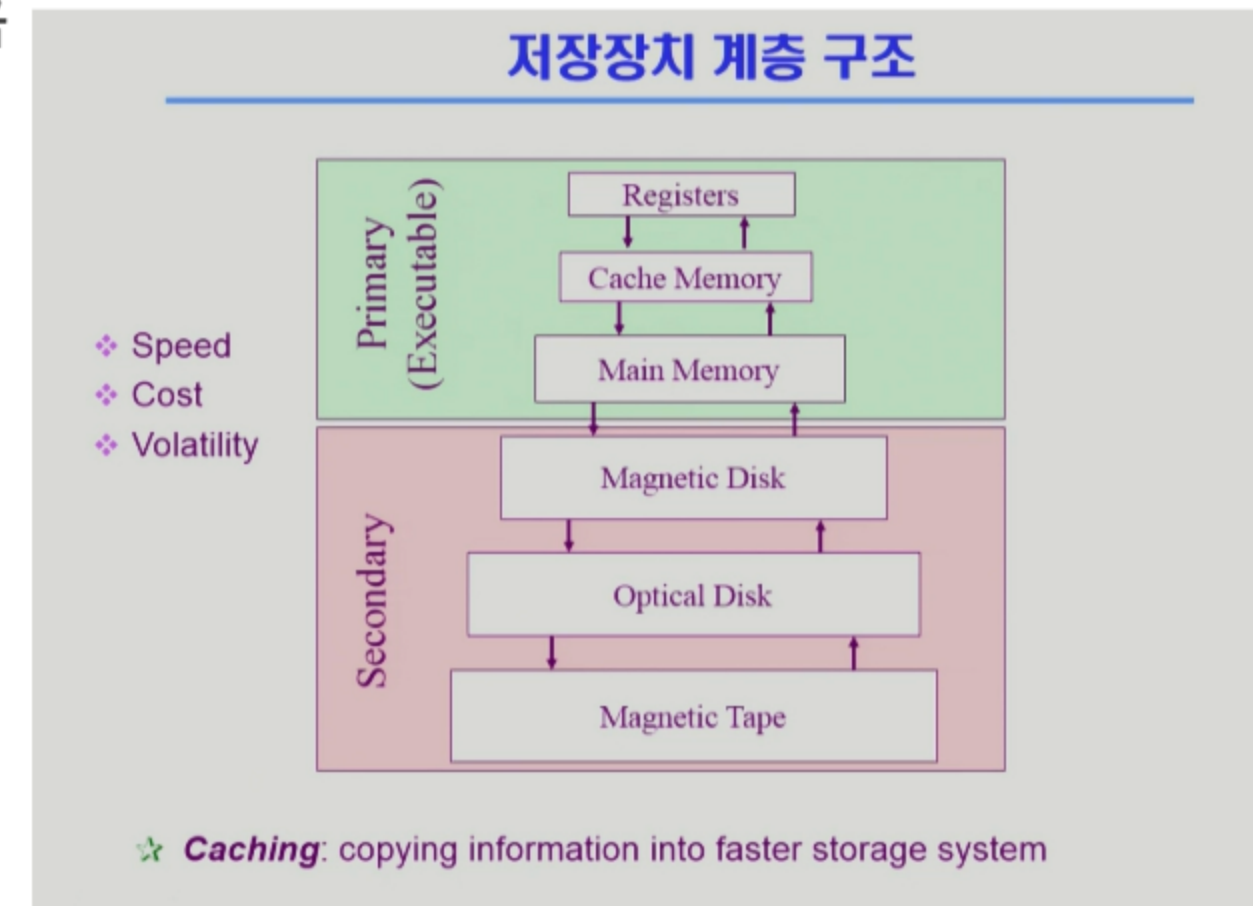 저장장치 계층 구조
Primary
(Executable)
Registers
Cache Memory
Main Memory
❖ Speed
❖ Cost
❖ Volatility
Secondary
Magnetic Disk
Optical Disk
Magnetic Tape
☆ Caching: copying information into faster storage system